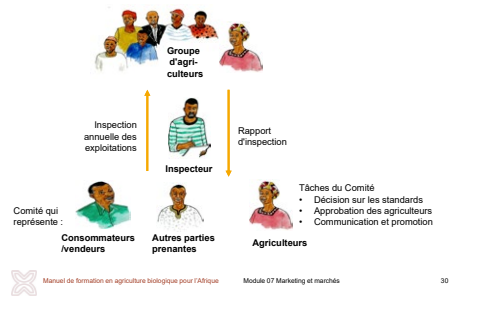 Groupe
d'agri-
culteurs
Inspection
annuelle des
exploitations
Rapport
d'inspection
Inspecteur
Comité qui
représente :
Consommateurs
/vendeurs
Autres parties
prenantes
Agriculteurs
Tâches du Comité
• Décision sur les standards
• Approbation des agriculteurs
• Communication et promotion
Manuel de formation en agriculture biologique pour l'Afrique Module 07 Marketing et marchés 30